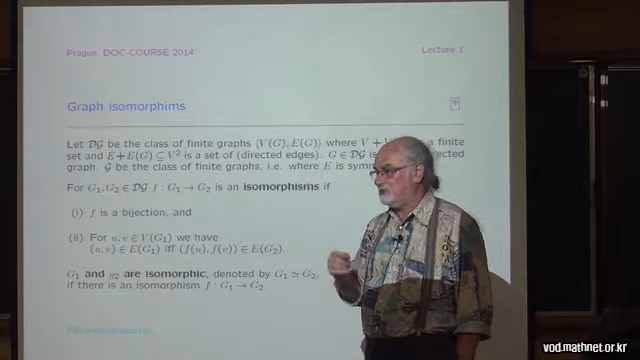 Prague, DOC-COURSE 2014
Lecture 1
Graph isomorphims
Let DG be the class of finite graphs (V(G), E(G)) where V + V a finite
set and E+E(G) ⊆ V² is a set of (directed edges). G ∈ DG is ected
graph. G be the class of finite graphs, i.e. where E is symm
For G₁, G₂ ∈ DG f : G₁ → G₂ is an isomorphisms if
(i) f is a bijection, and
(ii) For u, v ∈ V(G₁) we have
(u, v) ∈ E(G₁) iff (f(u), f(v)) ∈ E(G₂).
G₁ and g₂ are isomorphic, denoted by G₁ ≃ G₂,
if there is an isomorphism f : G₁ → G₂.
vod.mathnet.or.kr